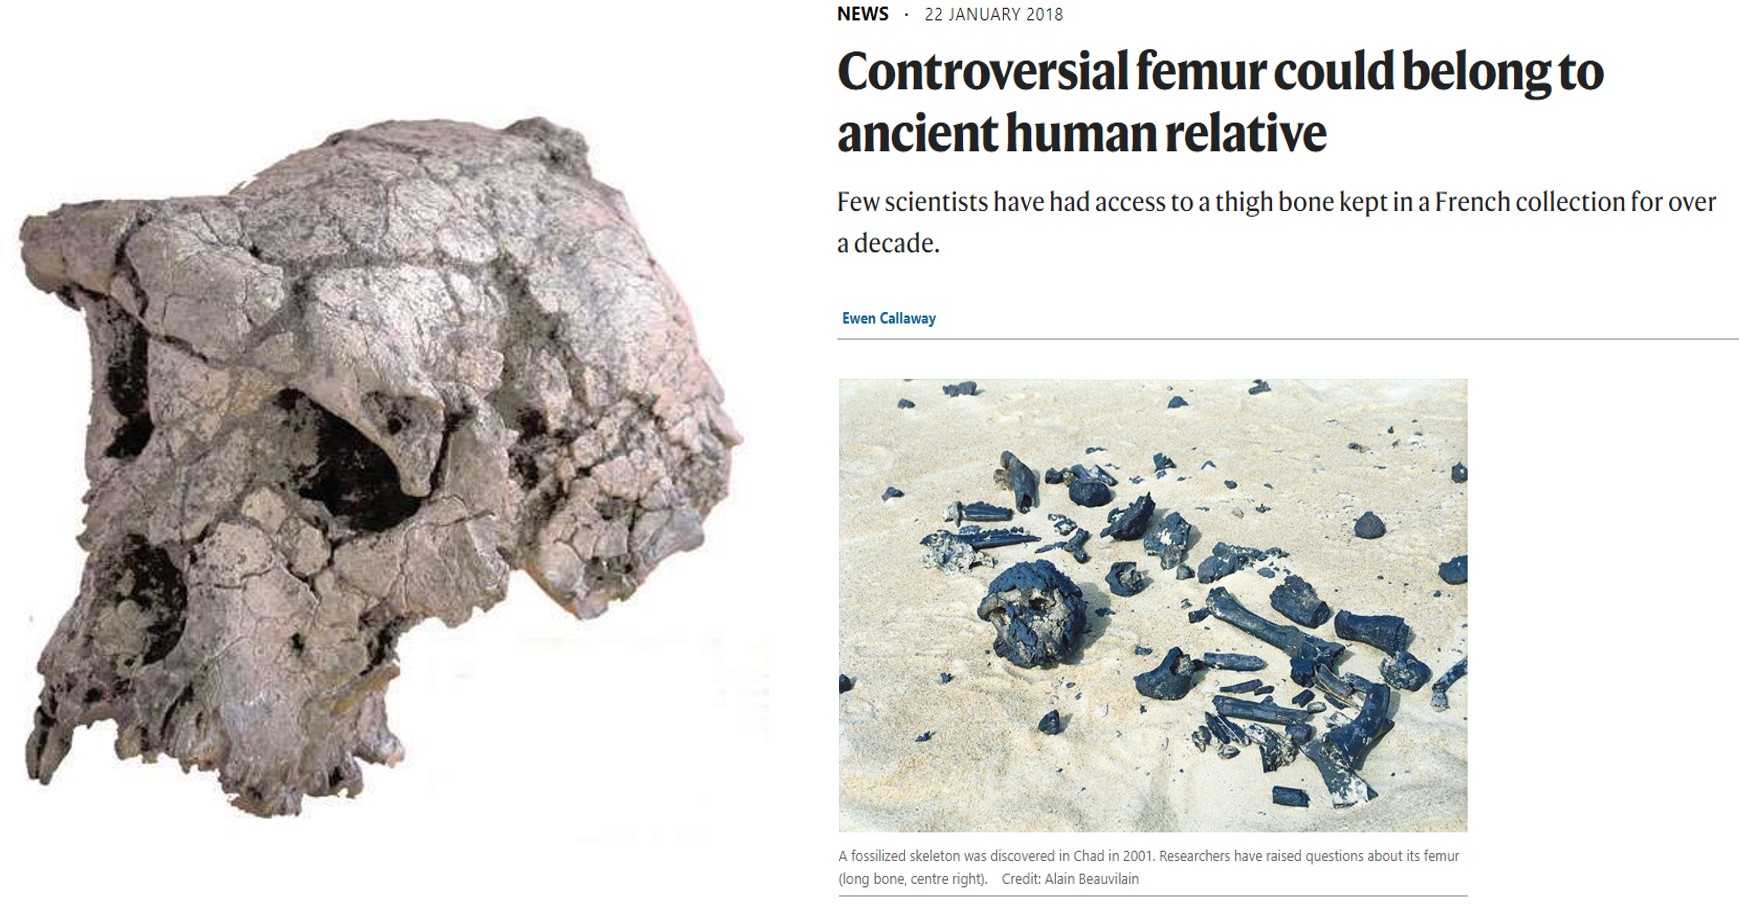 NEWS · 22 JANUARY 2018
Controversial femur could belong to
ancient human relative
Few scientists have had access to a thigh bone kept in a French collection for over
a decade.
Ewen Callaway
A fossilized skeleton was discovered in Chad in 2001. Researchers have raised questions about its femur
(long bone, centre right). Credit: Alain Beauvilain